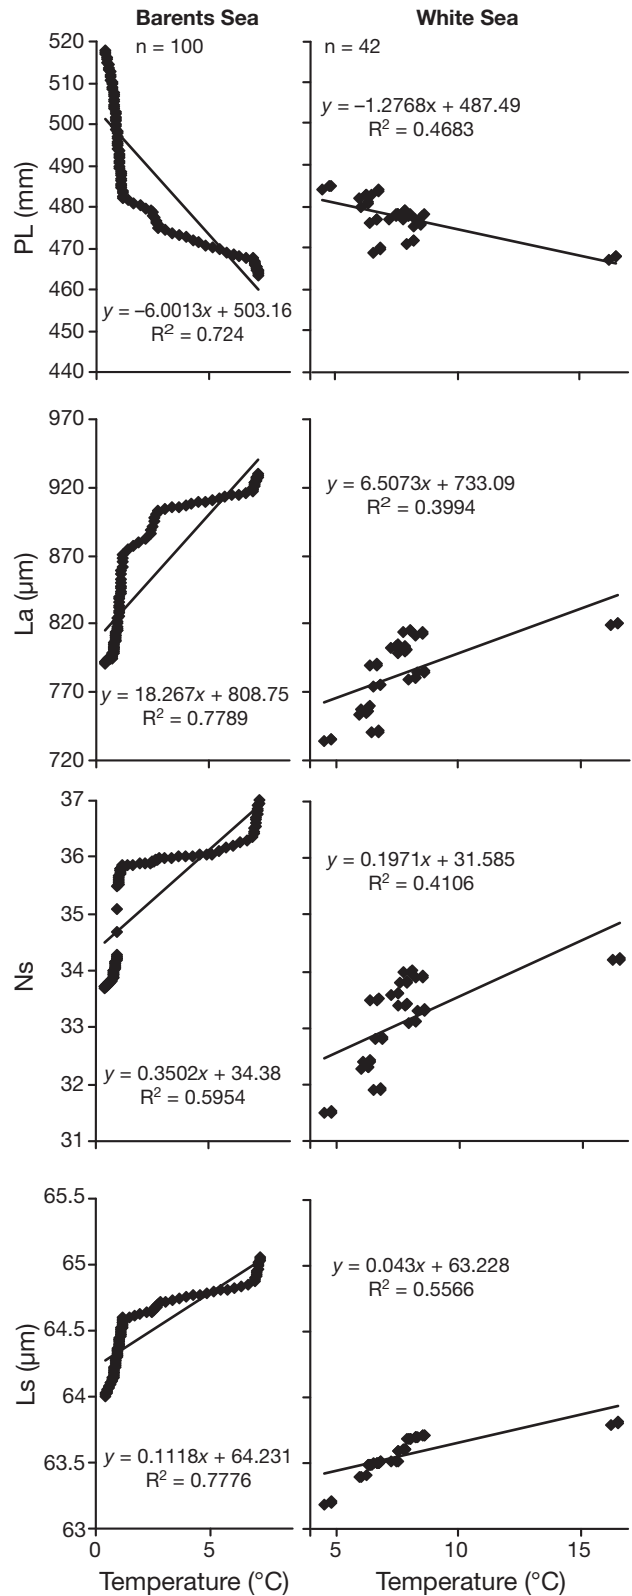 Barents Sea
White Sea
520
510
500
490
480
470
460
450
440
PL (mm)
n = 100
y = –6.0013x + 503.16
R2 = 0.724
n = 42
y = –1.2768x + 487.49
R2 = 0.4683
970
920
870
820
770
720
La (μm)
y = 18.267x + 808.75
R2 = 0.7789
y = 6.5073x + 733.09
R2 = 0.3994
37
36
35
34
33
32
31
Ns
y = 0.3502x + 34.38
R2 = 0.5954
y = 0.1971x + 31.585
R2 = 0.4106
65.5
65
64.5
64
63.5
63
Ls (μm)
y = 0.1118x + 64.231
R2 = 0.7776
y = 0.043x + 63.228
R2 = 0.5566
0 5
5 10 15
Temperature (°C)
Temperature (°C)